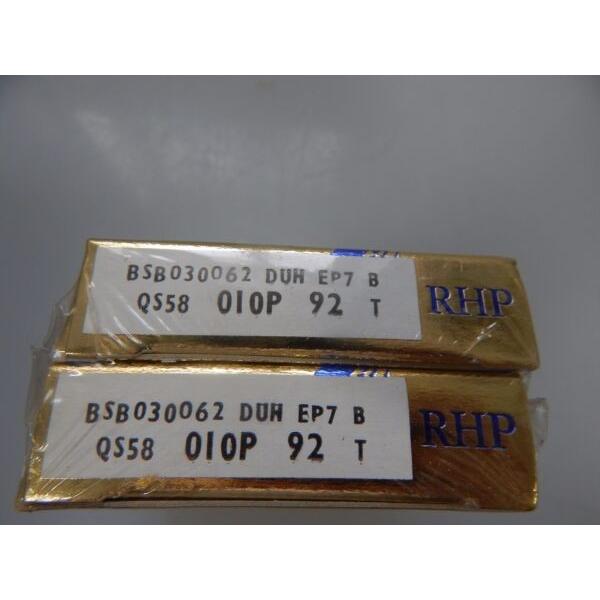 BSB030062 DUH EP7 B
QS58 010P 92 T
RHP
BSB030062 DUH EP7 B
QS58 010P 92 T
RHP